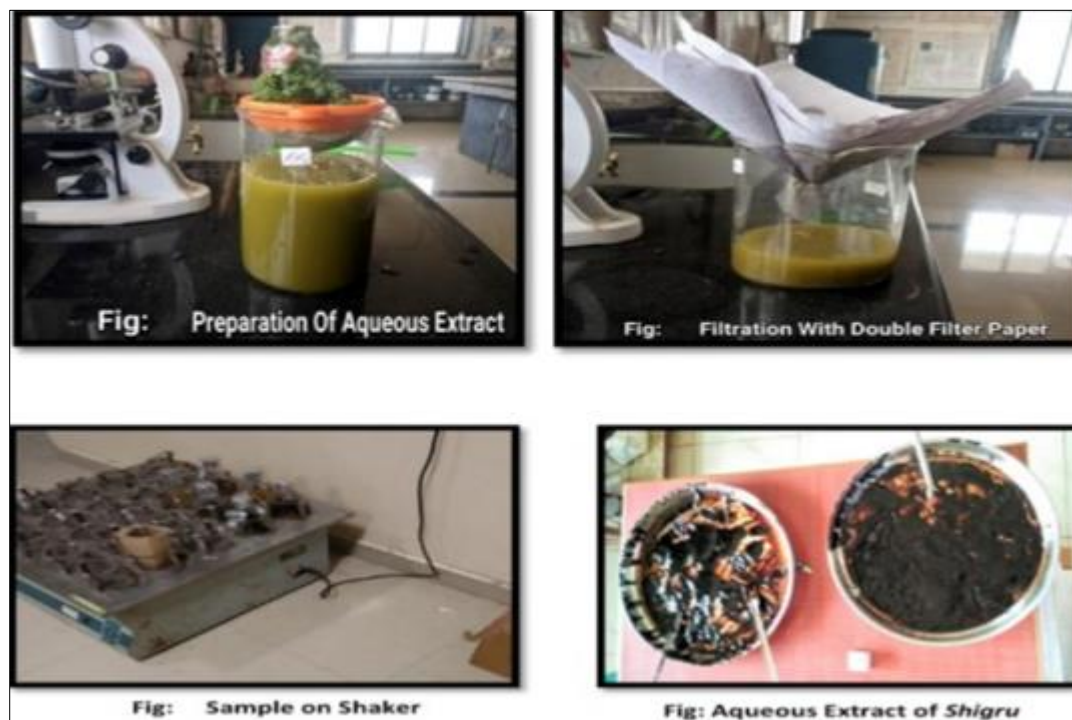 Fig: Preparation Of Aqueous Extract
Fig: Filtration With Double Filter Paper
Fig: Sample on Shaker
Fig: Aqueous Extract of Shigru